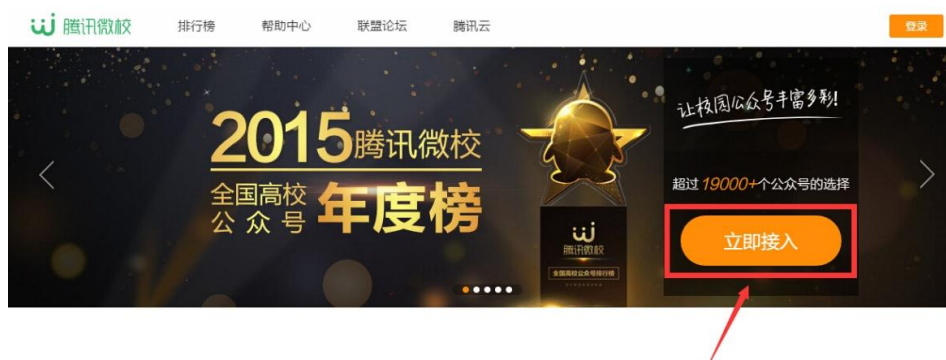 腾讯微校 排行榜 帮助中心 联盟论坛 腾讯云 登录
2015腾讯微校
全国高校
公众号
年度榜
让校园公众号丰富多彩!
超过19000+个公众号的选择
立即接入
腾讯微校
全国高校公众号排行榜